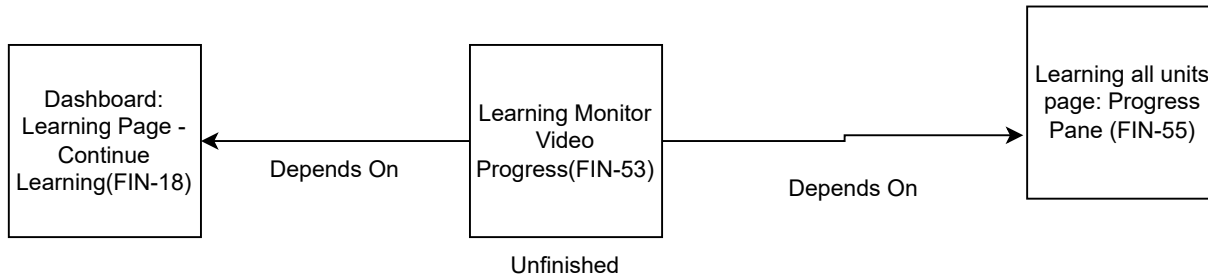 Dashboard:
Learning Page -
Continue
Learning(FIN-18)
Depends On
Learning Monitor
Video
Progress(FIN-53)
Unfinished
Depends On
Learning all units
page: Progress
Pane (FIN-55)